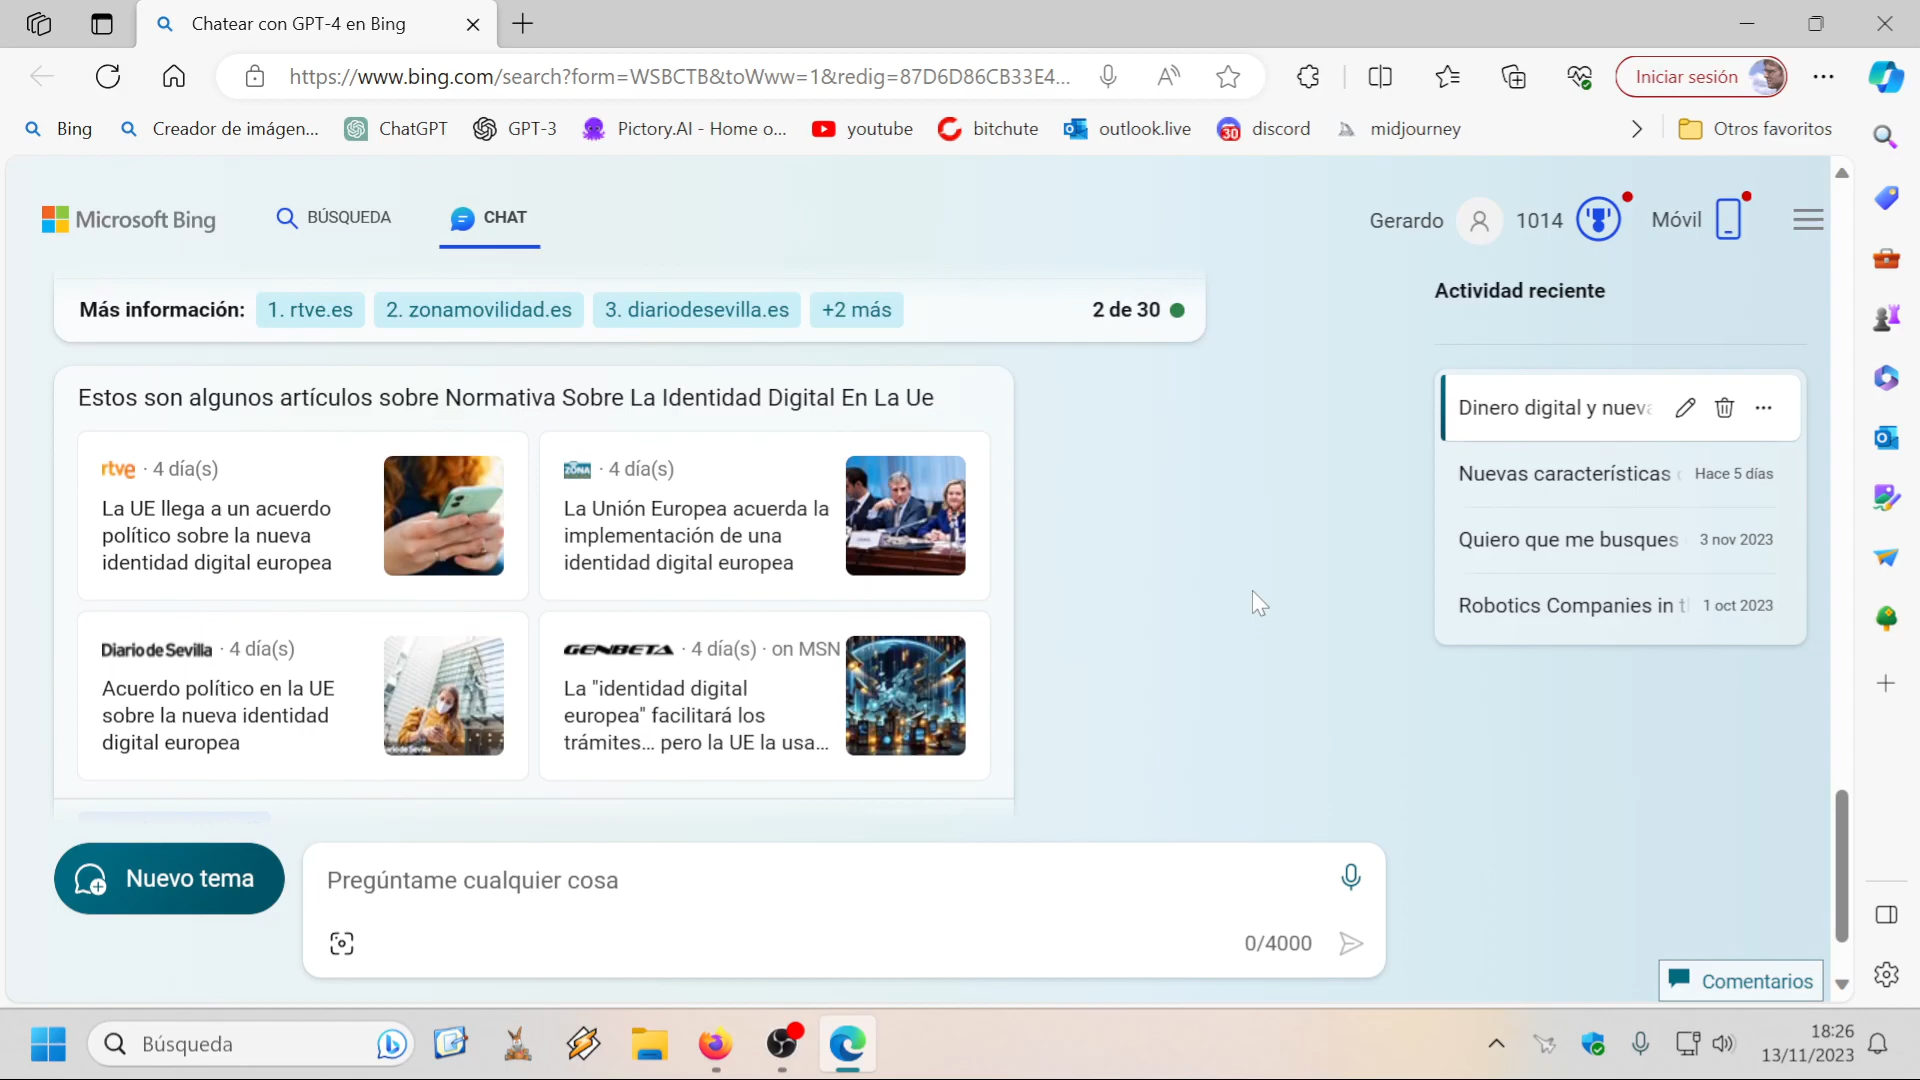 Chatear con GPT-4 en Bing
https://www.bing.com/search?form=WSBCTB&toWww=1&redig=87D6D86CB33E4...
Iniciar sesión
Bing
Creador de imágen...
ChatGPT
GPT-3
Pictory.AI - Home o...
youtube
bitchute
outlook.live
30
discord
midjourney
Otros favoritos
Microsoft Bing
BÚSQUEDA
CHAT
Gerardo
1014
Móvil
Más información:
1. rtve.es
2. zonamovilidad.es
3. diariodesevilla.es
+2 más
2 de 30
Actividad reciente
Estos son algunos artículos sobre Normativa Sobre La Identidad Digital En La Ue
rtve · 4 día(s)
La UE llega a un acuerdo
político sobre la nueva
identidad digital europea
ZONA · 4 día(s)
La Unión Europea acuerda la
implementación de una
identidad digital europea
Diario de Sevilla · 4 día(s)
Acuerdo político en la UE
sobre la nueva identidad
digital europea
GENBETA · 4 día(s) · on MSN
La "identidad digital
europea" facilitará los
trámites... pero la UE la usa...
Dinero digital y nueva
Nuevas características
Hace 5 días
Quiero que me busques
3 nov 2023
Robotics Companies in t
1 oct 2023
Nuevo tema
Pregúntame cualquier cosa
0/4000
Comentarios
Búsqueda
18:26
13/11/2023